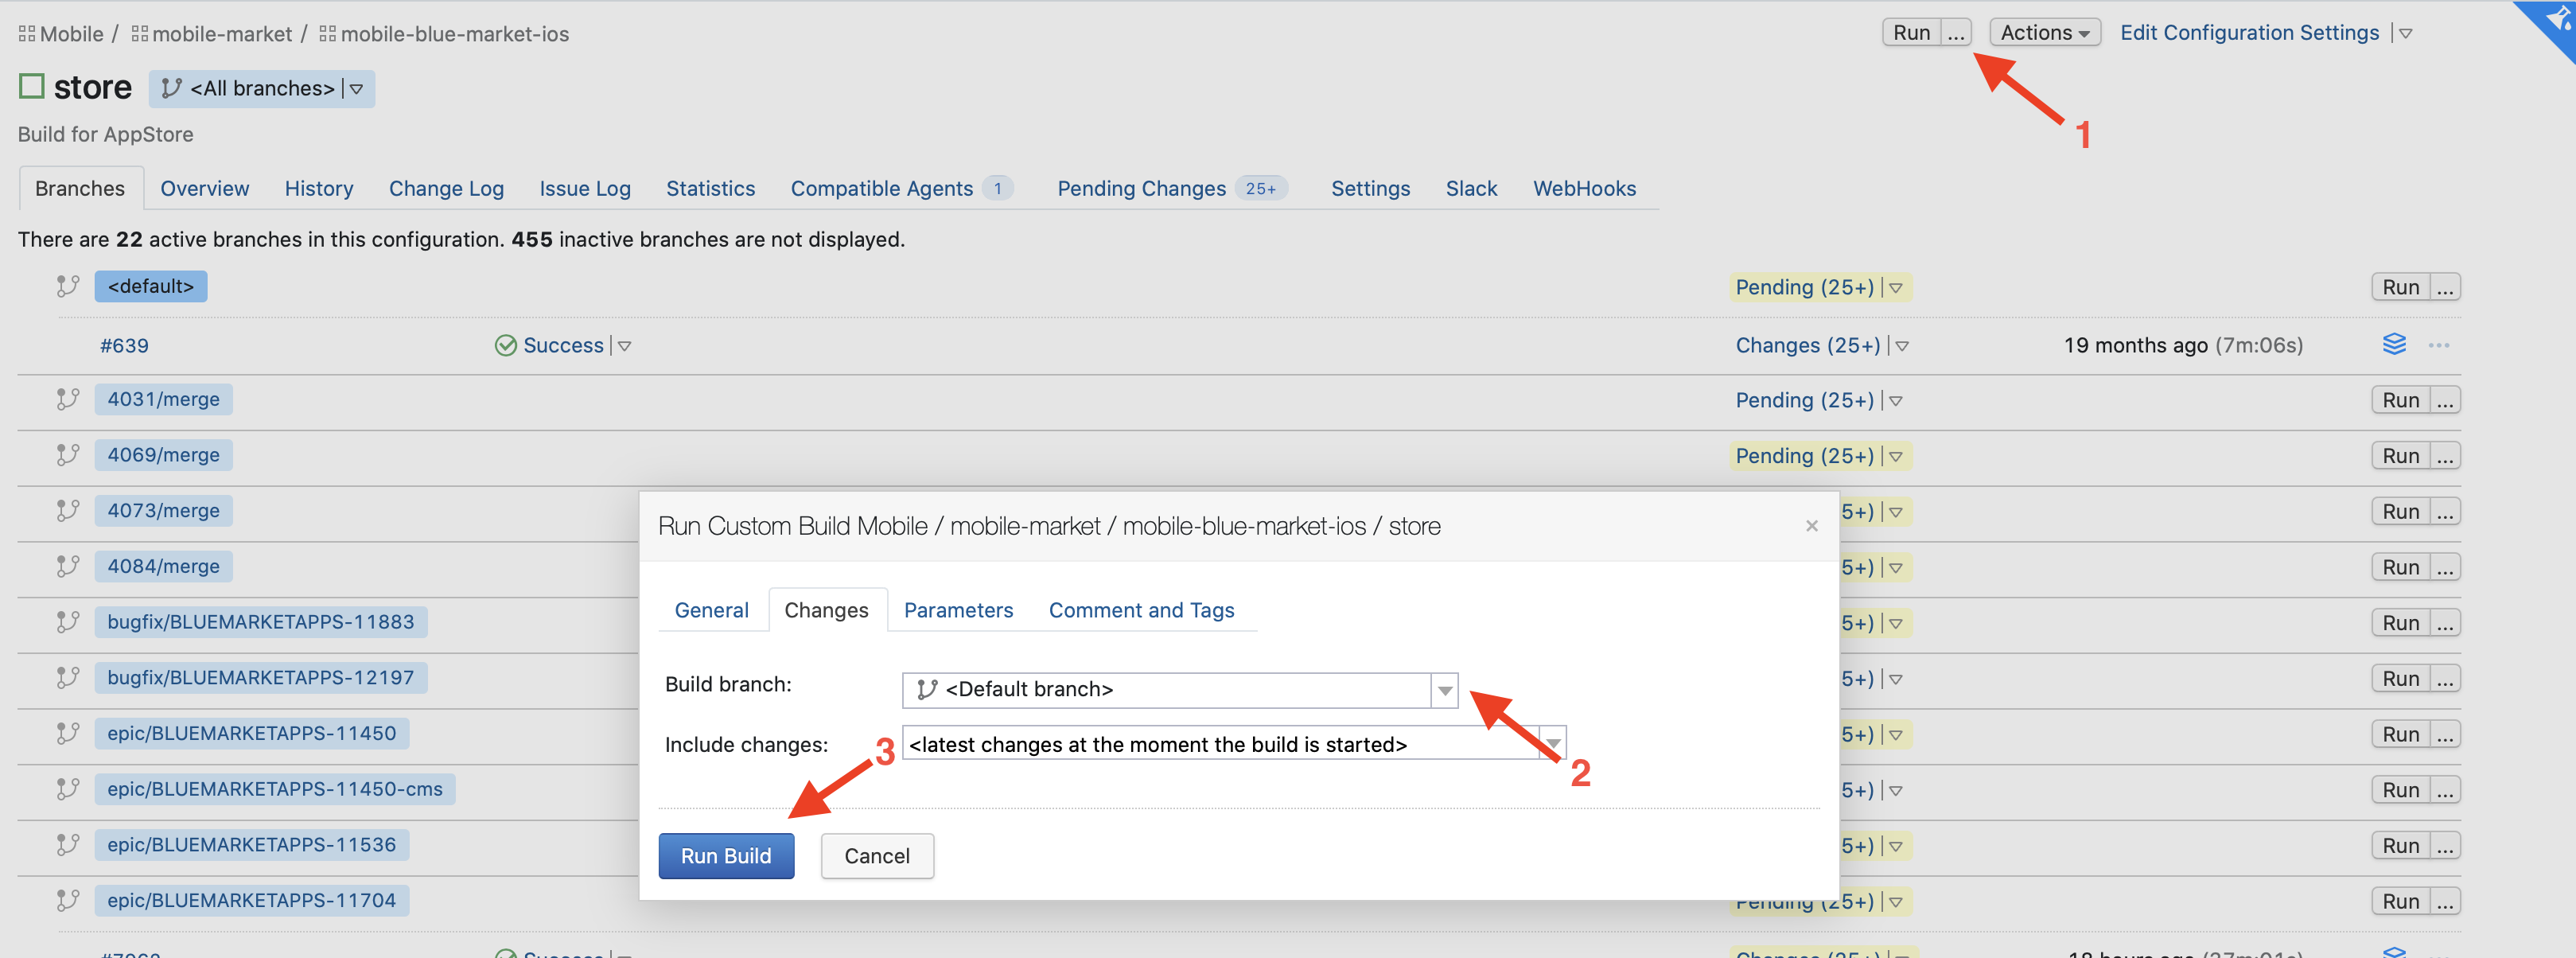 Mobile / mobile-market / mobile-blue-market-ios
Run ... Actions Edit Configuration Settings
1
store <All branches>
Build for AppStore
Branches Overview History Change Log Issue Log Statistics Compatible Agents 1 Pending Changes 25+ Settings Slack WebHooks
There are 22 active branches in this configuration. 455 inactive branches are not displayed.
<default> Pending (25+) Run ...
#639 Success Changes (25+) 19 months ago (7m:06s) ...
4031/merge Pending (25+) Run ...
4069/merge Pending (25+) Run ...
4073/merge 5+) Run ...
4084/merge 5+) Run ...
bugfix/BLUEMARKETAPPS-11883 5+) Run ...
bugfix/BLUEMARKETAPPS-12197 5+) Run ...
epic/BLUEMARKETAPPS-11450 5+) Run ...
epic/BLUEMARKETAPPS-11450-cms 5+) Run ...
epic/BLUEMARKETAPPS-11536 5+) Run ...
epic/BLUEMARKETAPPS-11704 Pending (25+) Run ...
Success Changes (25+) 18 hours ago
Run Custom Build Mobile / mobile-market / mobile-blue-market-ios / store ×
General Changes Parameters Comment and Tags
Build branch: <Default branch>
Include changes: <latest changes at the moment the build is started>
3
2
Run Build Cancel